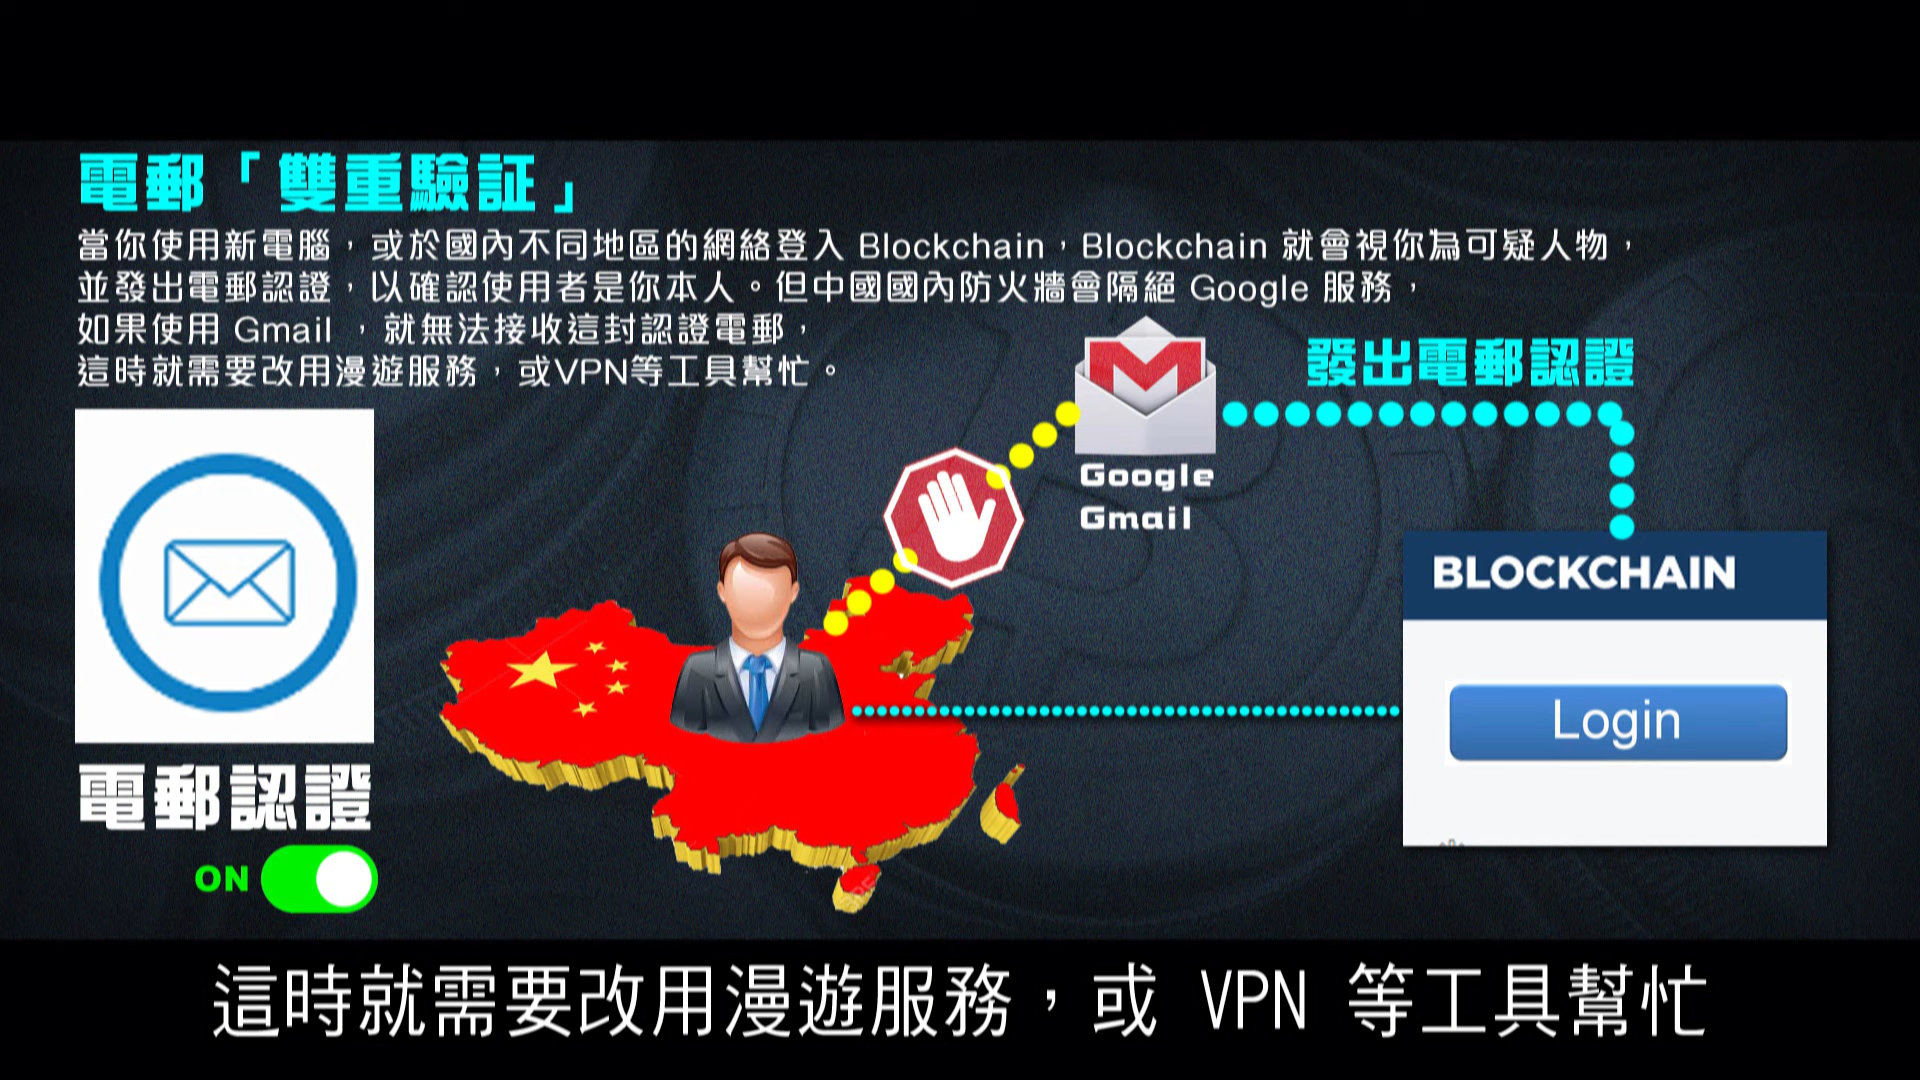 電郵「雙重驗証」
當你使用新電腦，或於國內不同地區的網絡登入 Blockchain，Blockchain 就會視你為可疑人物，
並發出電郵認證，以確認使用者是你本人。但中國國內防火牆會隔絕 Google 服務，
如果使用 Gmail ，就無法接收這封認證電郵，
這時就需要改用漫遊服務，或VPN等工具幫忙。
發出電郵認證
Google
Gmail
BLOCKCHAIN
Login
電郵認證
ON
這時就需要改用漫遊服務，或 VPN 等工具幫忙